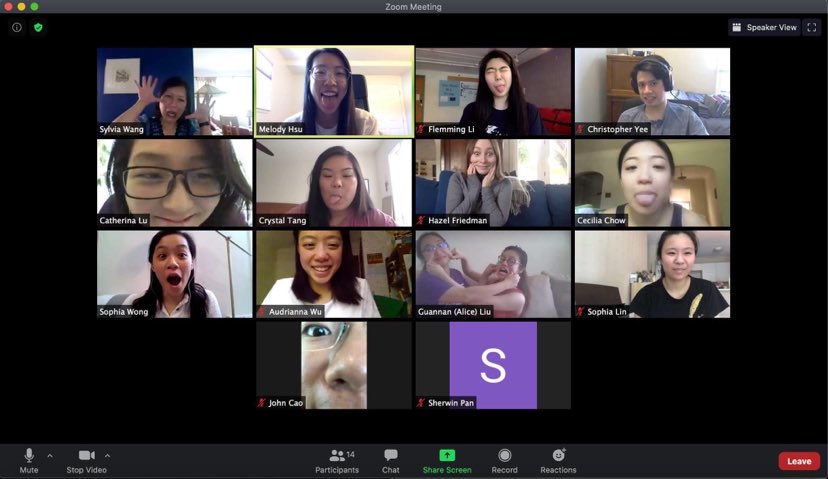 Zoom Meeting
Speaker View
Sylvia Wang
Melody Hsu
Flemming Li
Christopher Yee
Catherina Lu
Crystal Tang
Hazel Friedman
Cecilia Chow
Sophia Wong
Audrianna Wu
Guannan (Alice) Liu
Sophia Lin
S
John Cao
Sherwin Pan
Mute
Stop Video
Participants
14
Chat
Share Screen
Record
Reactions
Leave